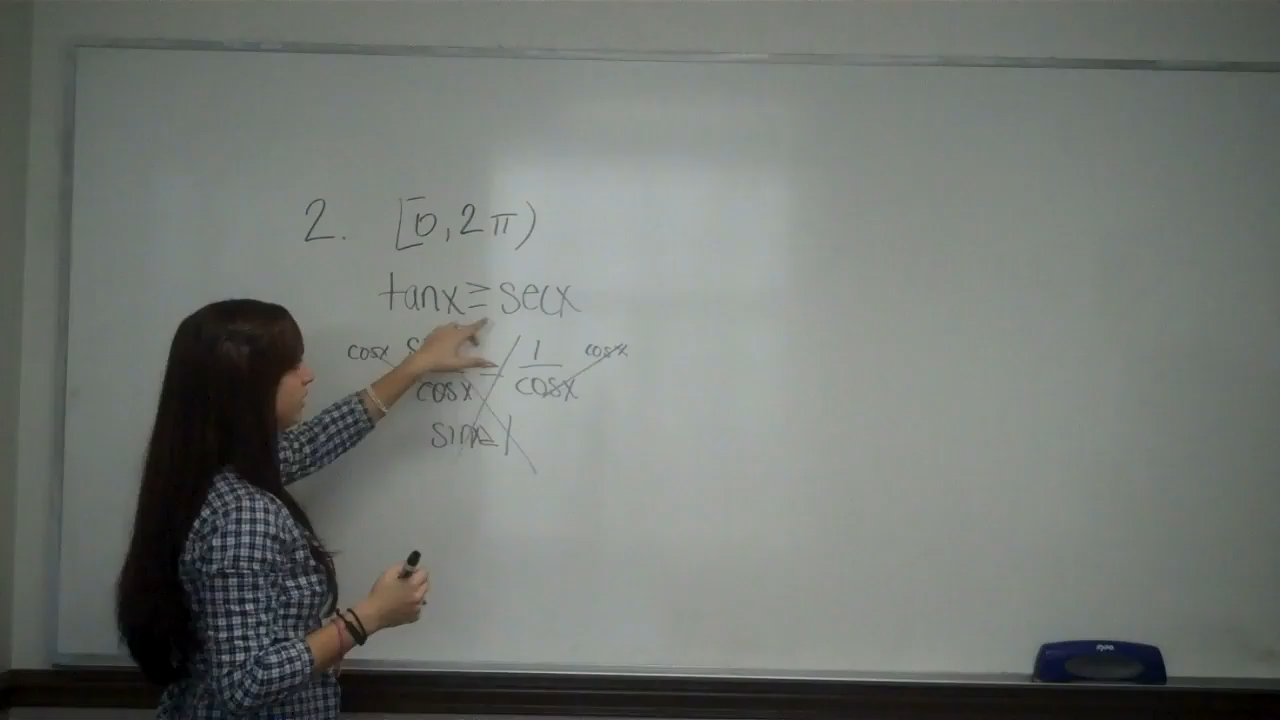 2. [0, 2π)
tanx ≥ secx
cosx = 1 cosx
cosx cosx
sinx